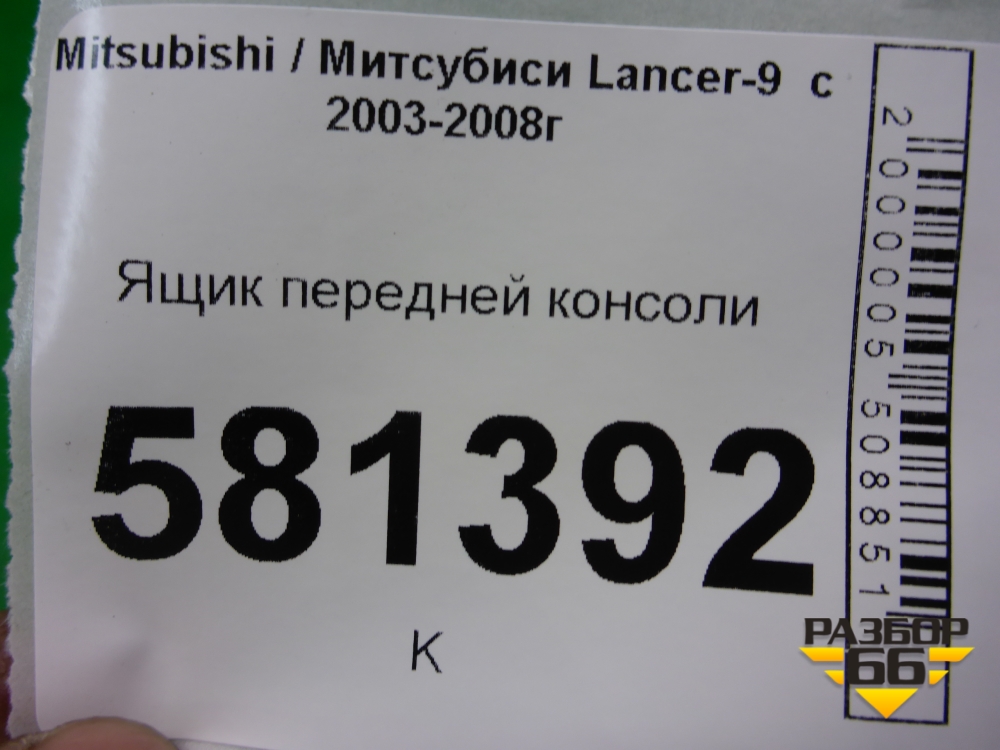 Mitsubishi / Митсубиси Lancer-9 с
2003-2008г
Ящик передней консоли
581392
К
2000005508851
РАЗБОР
66